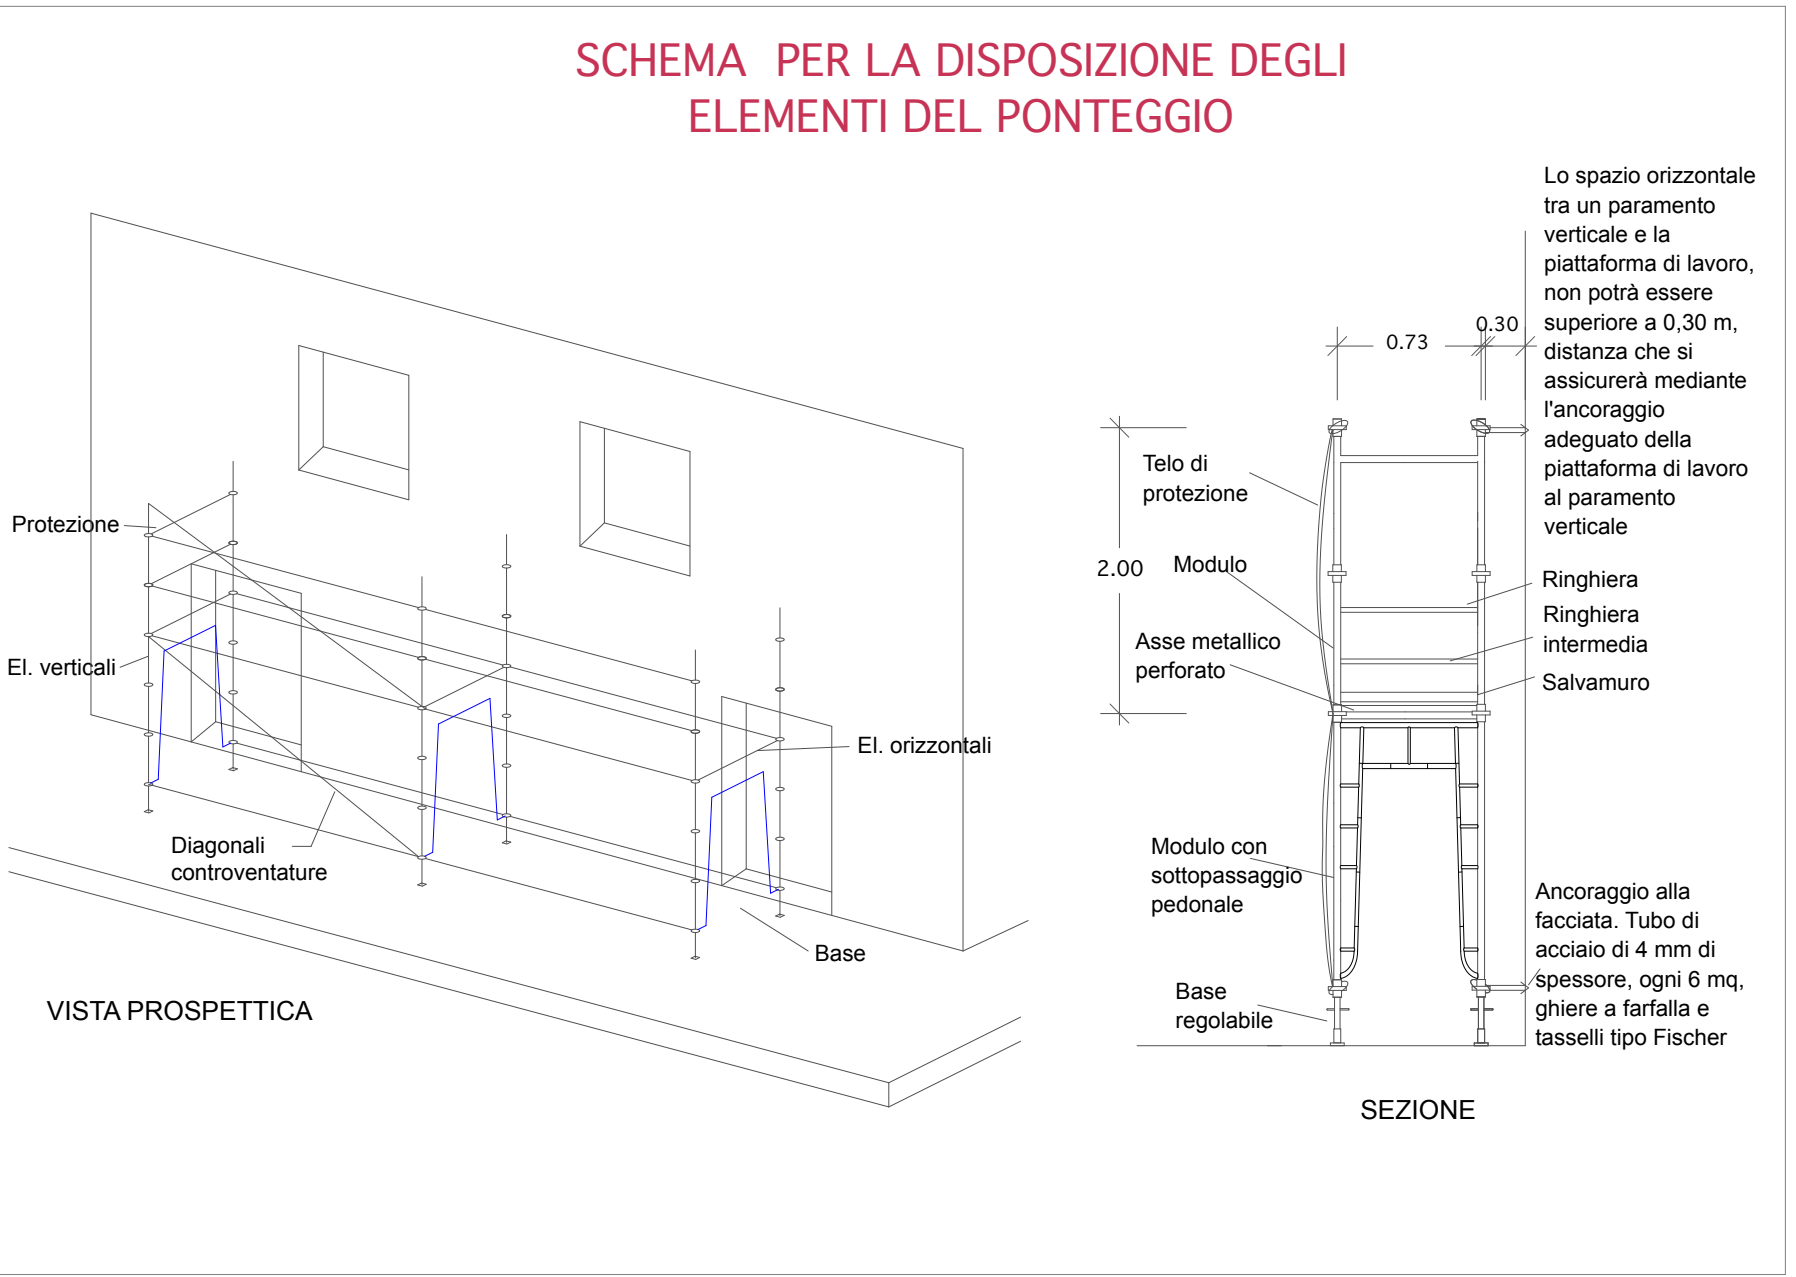 SCHEMA PER LA DISPOSIZIONE DEGLI
ELEMENTI DEL PONTEGGIO
Protezione
El. verticali
Diagonali
controventature
El. orizzontali
Base
VISTA PROSPETTICA
0.73
0.30
2.00
Telo di
protezione
Modulo
Asse metallico
perforato
Modulo con
sottopassaggio
pedonale
Base
regolabile
Lo spazio orizzontale
tra un paramento
verticale e la
piattaforma di lavoro,
non potrà essere
superiore a 0,30 m,
distanza che si
assicurerà mediante
l'ancoraggio
adeguato della
piattaforma di lavoro
al paramento
verticale
Ringhiera
Ringhiera
intermedia
Salvamuro
Ancoraggio alla
facciata. Tubo di
acciaio di 4 mm di
spessore, ogni 6 mq,
ghiere a farfalla e
tasselli tipo Fischer
SEZIONE